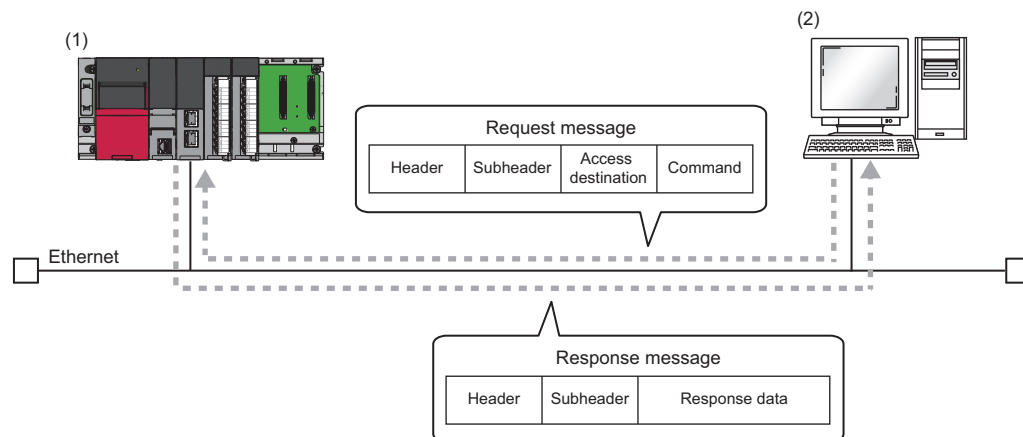 (1)
(2)
Request message
Header
Subheader
Access
destination
Command
Ethernet
Response message
Header
Subheader
Response data